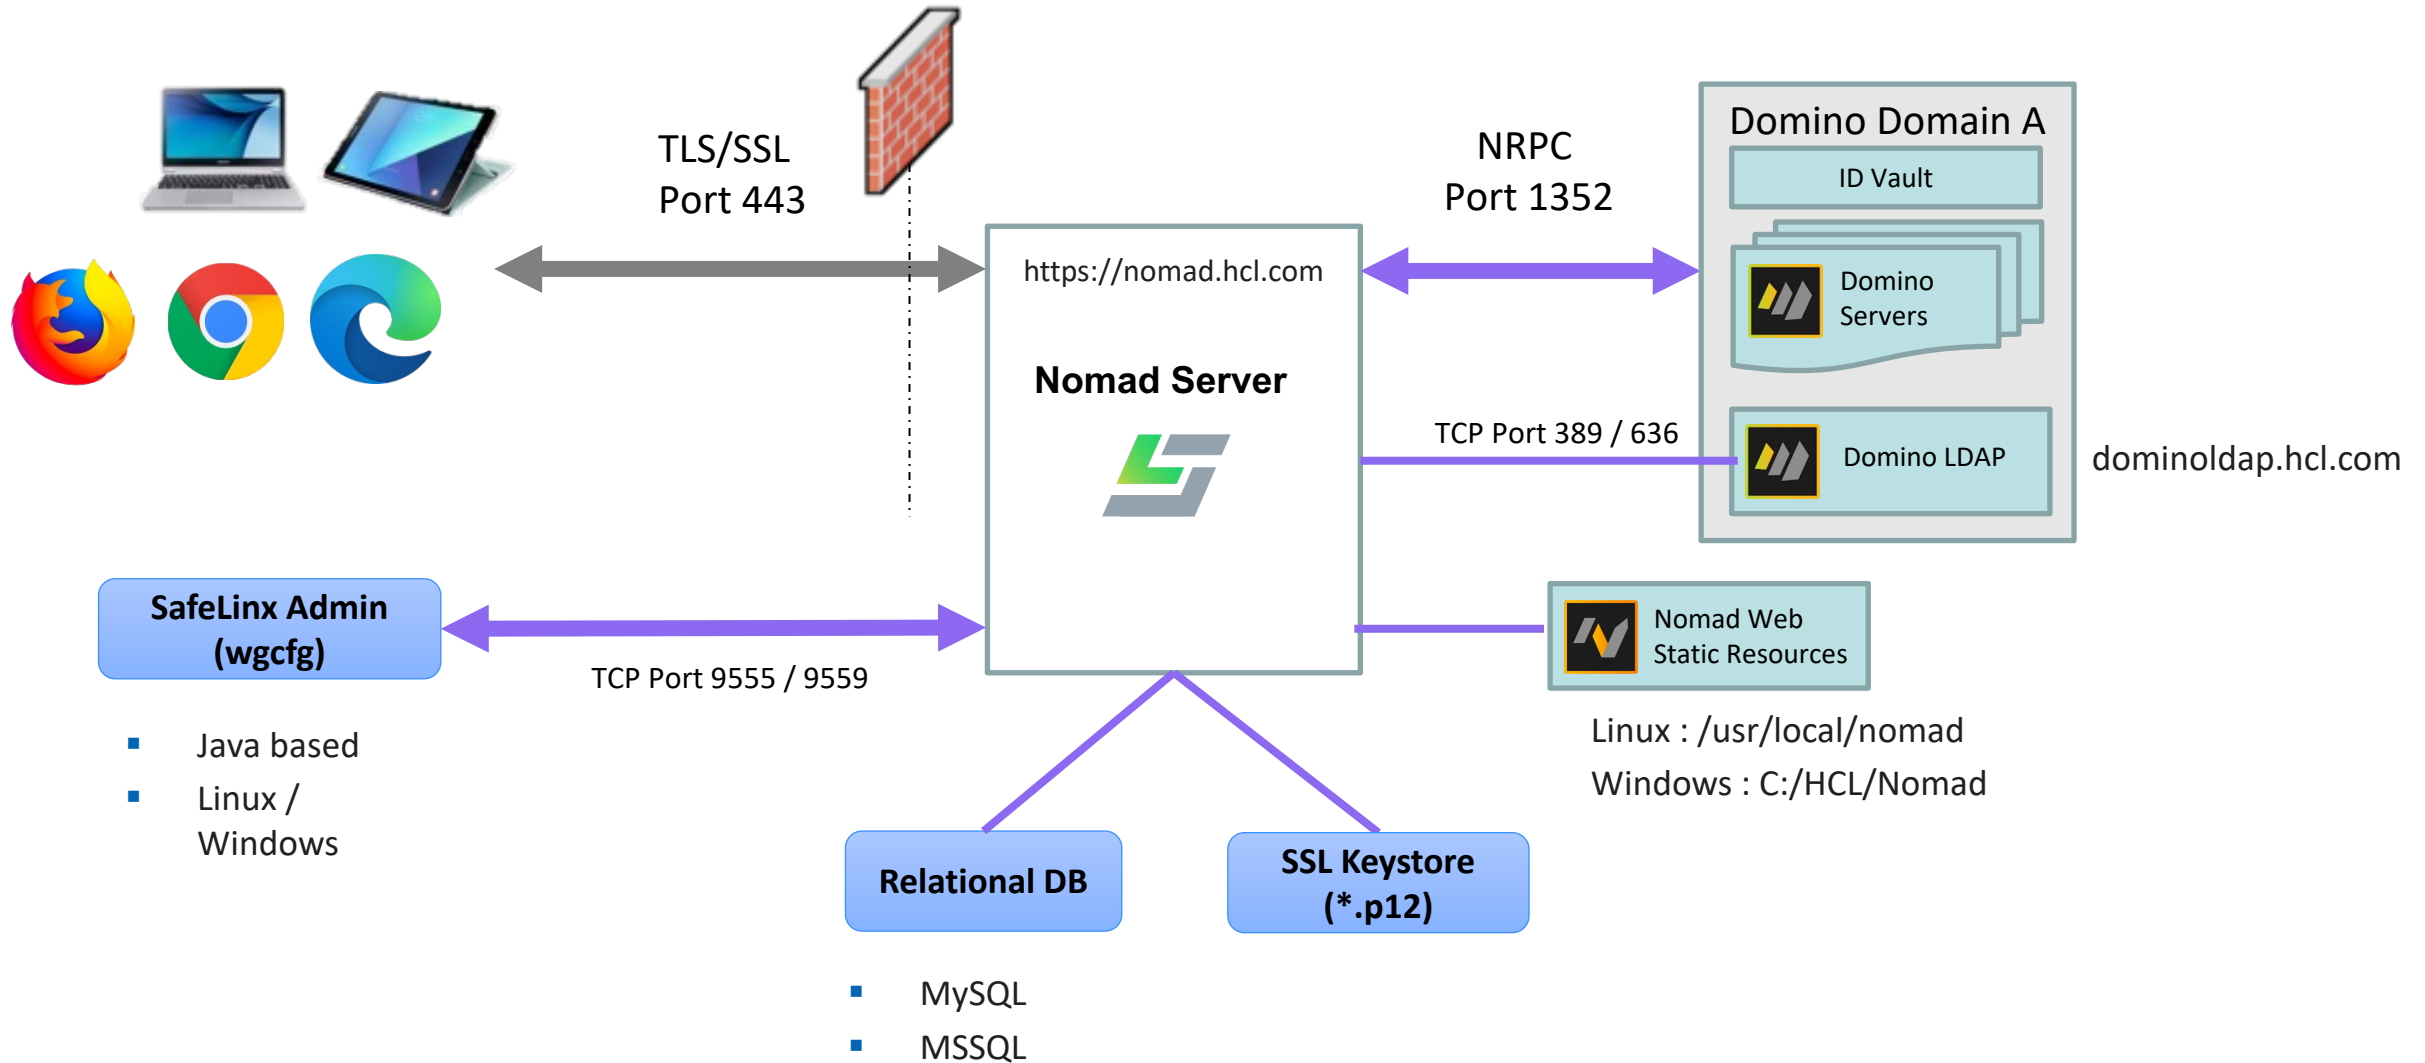 TLS/SSL
Port 443
NRPC
Port 1352
Domino Domain A
ID Vault
Domino
Servers
https://nomad.hcl.com
Nomad Server
TCP Port 389 / 636
Domino LDAP
dominoldap.hcl.com
SafeLinx Admin
(wgcfg)
TCP Port 9555 / 9559
Nomad Web
Static Resources
▪ Java based
▪ Linux /
Windows
Linux : /usr/local/nomad
Windows : C:/HCL/Nomad
Relational DB
SSL Keystore
(*.p12)
▪ MySQL
▪ MSSQL